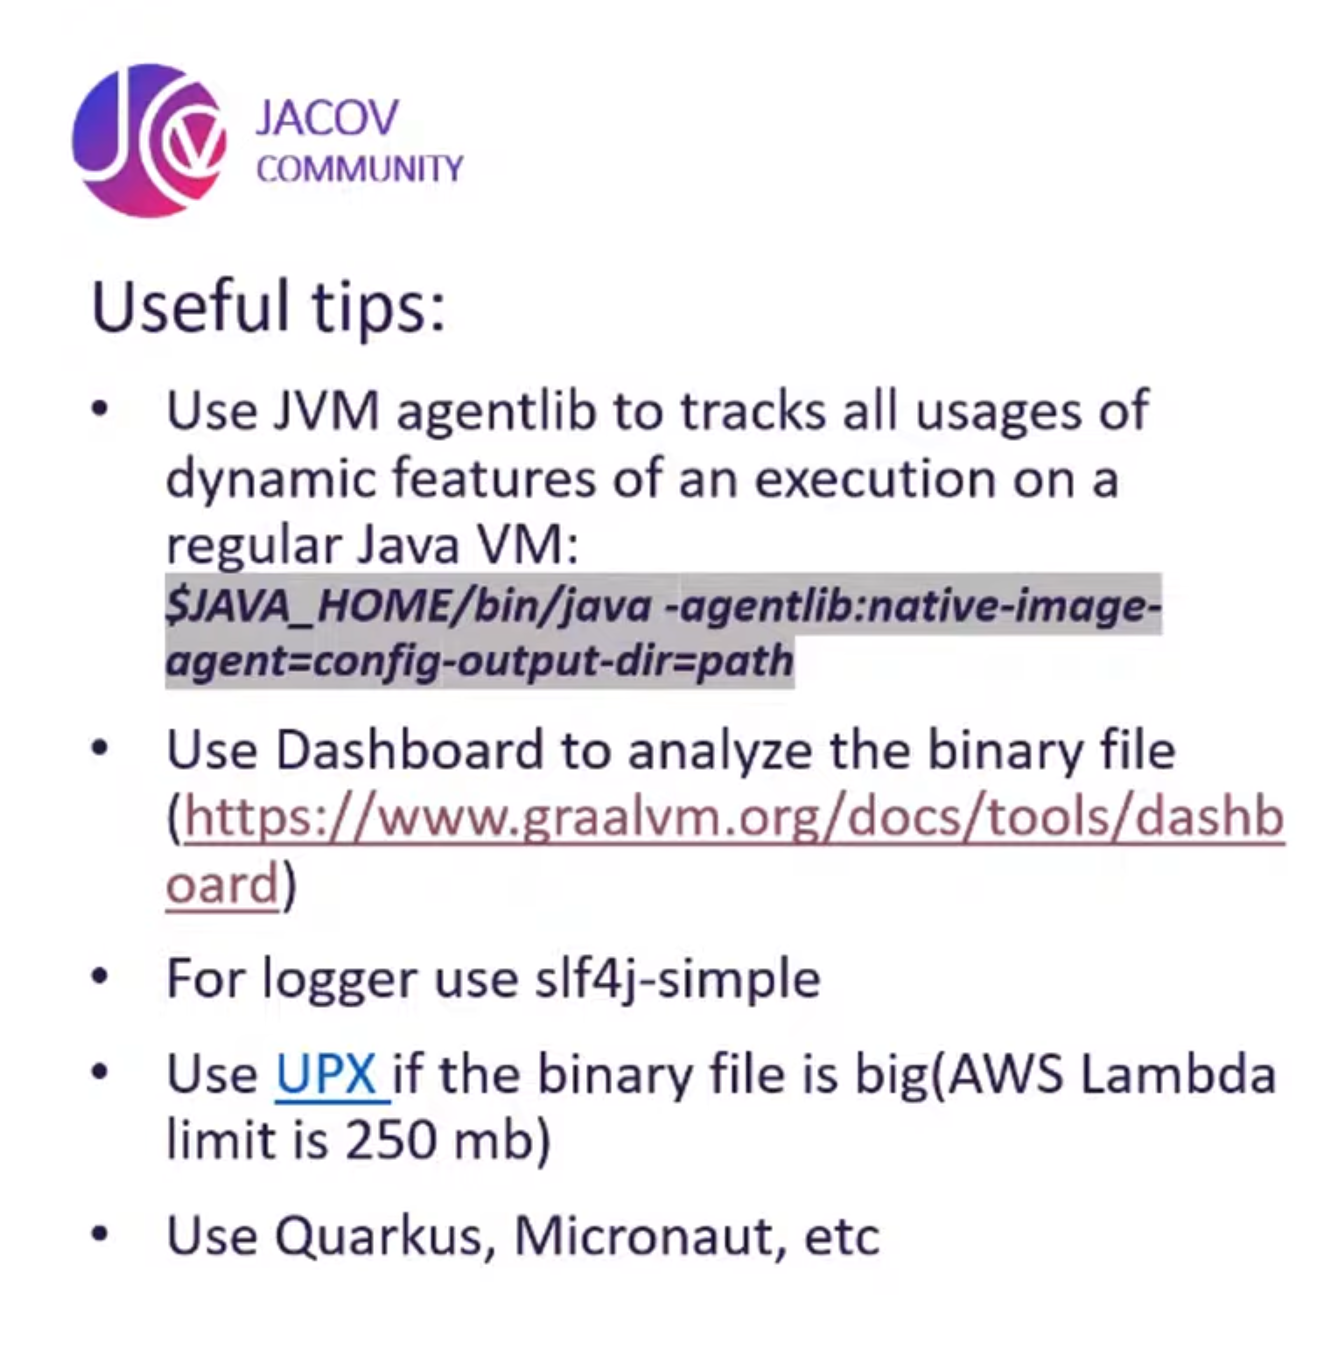 JACOV
COMMUNITY
Useful tips:
• Use JVM agentlib to tracks all usages of
dynamic features of an execution on a
regular Java VM:
$JAVA_HOME/bin/java -agentlib:native-image-
agent=config-output-dir=path
• Use Dashboard to analyze the binary file
(https://www.graalvm.org/docs/tools/dashb
oard)
• For logger use slf4j-simple
• Use UPX if the binary file is big(AWS Lambda
limit is 250 mb)
• Use Quarkus, Micronaut, etc